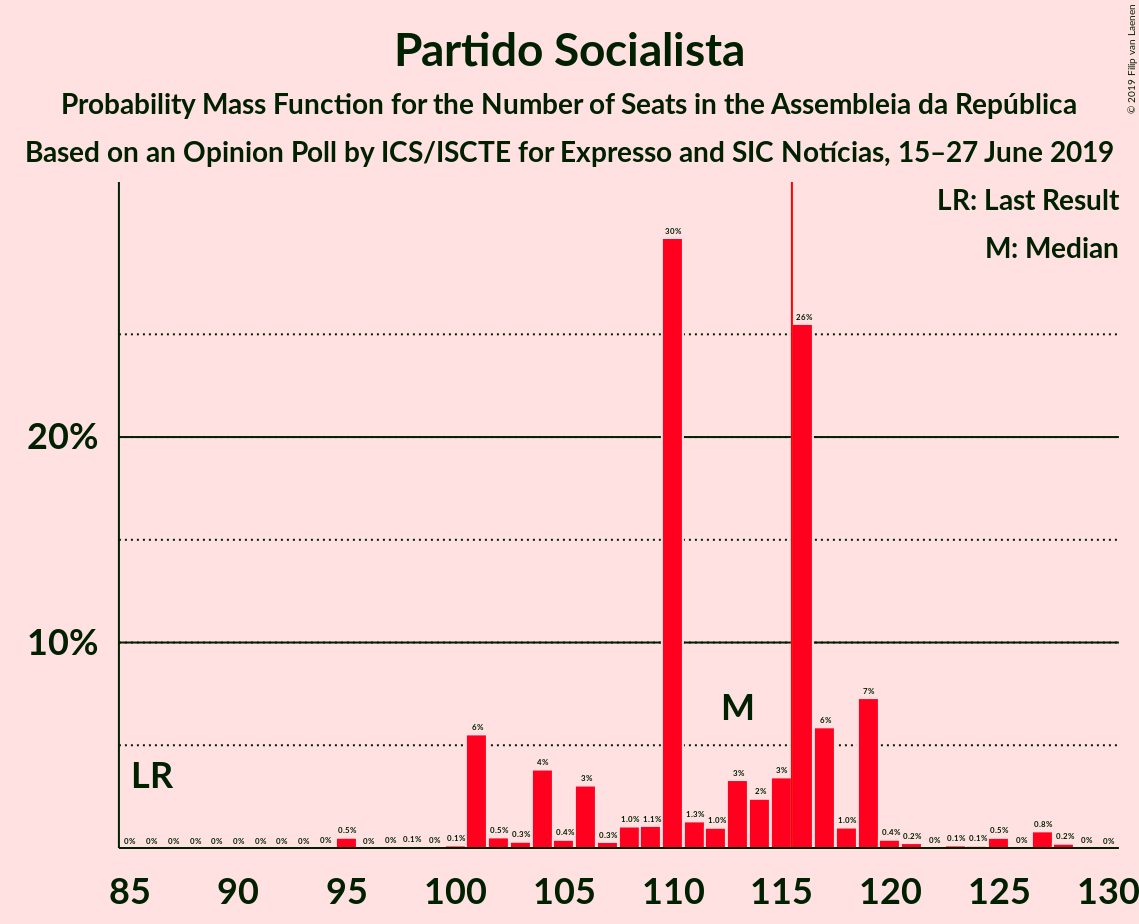 Partido Socialista
Probability Mass Function for the Number of Seats in the Assembleia da República
Based on an Opinion Poll by ICS/ISCTE for Expresso and SIC Notícias, 15–27 June 2019
© 2019 Filip van Laenen
LR: Last Result
M: Median
20%
10%
LR
M
0% 0% 0% 0% 0% 0% 0% 0% 0% 0% 0.5% 0% 0% 0.1% 0% 0.1% 6% 0.5% 0.3% 4% 0.4% 3% 0.3% 1.0% 1.1% 30% 1.3% 1.0% 3% 2% 3% 26% 6% 1.0% 7% 0.4% 0.2% 0% 0.1% 0.1% 0.5% 0% 0.8% 0.2% 0% 0%
85 90 95 100 105 110 115 120 125 130